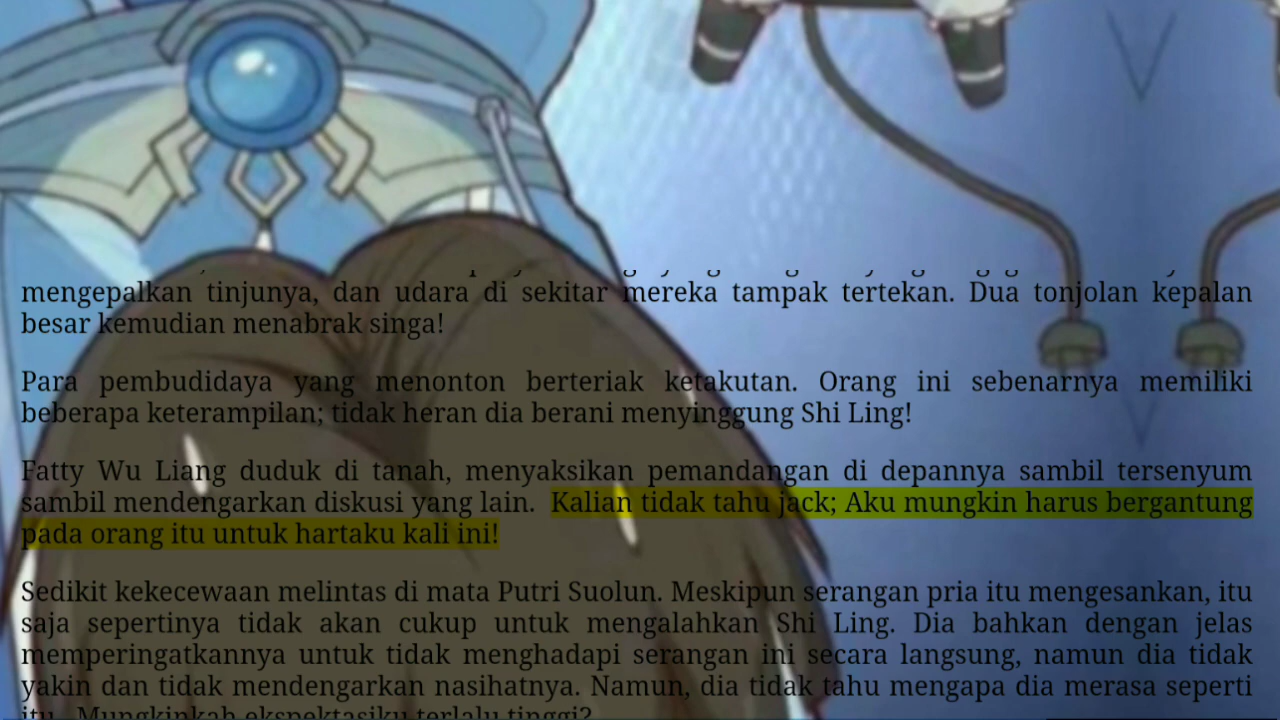 mengepalkan tinjunya, dan udara di sekitar mereka tampak tertekan. Dua tonjolan kepalan
besar kemudian menabrak singa!
Para pembudidaya yang menonton berteriak ketakutan. Orang ini sebenarnya memiliki
beberapa keterampilan; tidak heran dia berani menyinggung Shi Ling!
Fatty Wu Liang duduk di tanah, menyaksikan pemandangan di depannya sambil tersenyum
sambil mendengarkan diskusi yang lain. Kalian tidak tahu jack; Aku mungkin harus bergantung
pada orang itu untuk hartaku kali ini!
Sedikit kekecewaan melintas di mata Putri Suolun. Meskipun serangan pria itu mengesankan, itu
saja sepertinya tidak akan cukup untuk mengalahkan Shi Ling. Dia bahkan dengan jelas
memperingatkannya untuk tidak menghadapi serangan ini secara langsung, namun dia tidak
yakin dan tidak mendengarkan nasihatnya. Namun, dia tidak tahu mengapa dia merasa seperti
itu. Mungkinkah ekspektasiku terlalu tinggi?